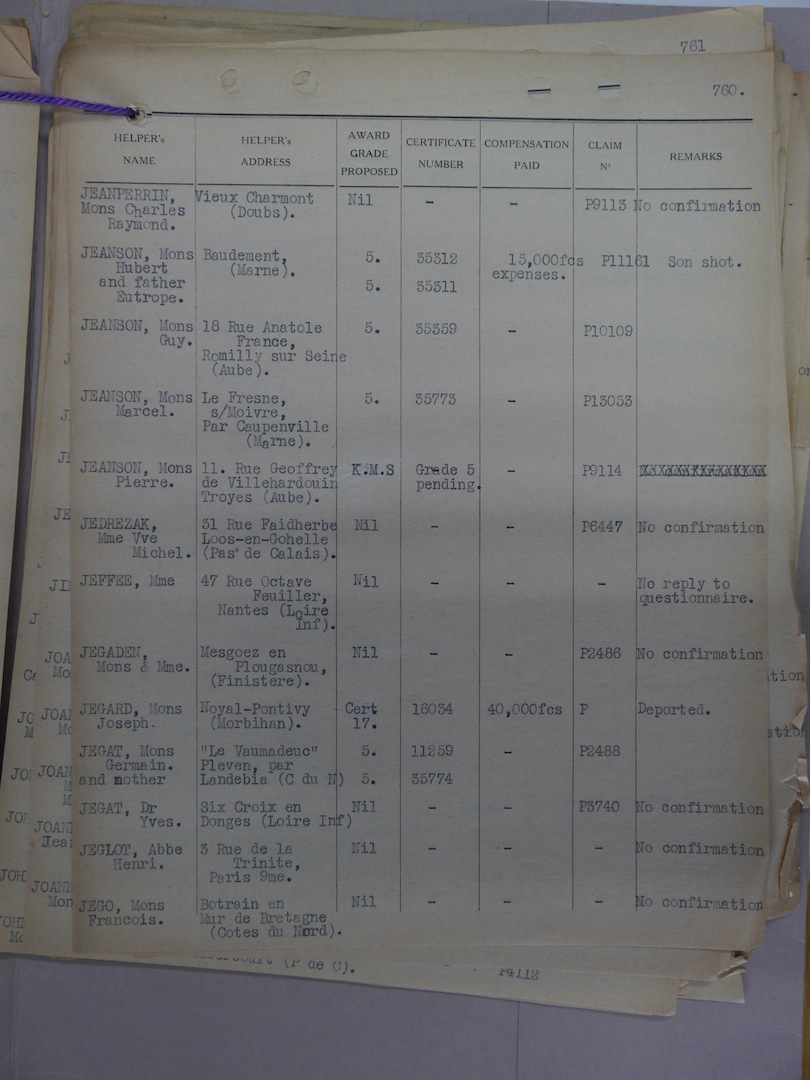 761
760.
HELPER's NAME HELPER's ADDRESS AWARD GRADE PROPOSED CERTIFICATE NUMBER COMPENSATION PAID CLAIM N° REMARKS
JEANPERRIN, Vieux Charmont Nil - - P9113 No confirmation
Mons Charles (Doubs).
Raymond.
JEANSON, Mons Baudement, 5. 35312 15,000fcs P11161 Son shot.
Hubert (Marne). expenses.
and father 5. 35311
Eutrope.
JEANSON, Mons 18 Rue Anatole 5. 35359 - P10109
Guy. France,
Romilly sur Seine
(Aube).
JEANSON, Mons Le Fresne, 5. 35773 - P13053
Marcel. s/Moivre,
Par Caupenville
(Marne).
JEANSON, Mons 11. Rue Geoffrey K.M.S Grade 5 - P9114
Pierre. de Villehardouin pending.
Troyes (Aube).
JEDREZAK, 31 Rue Faidherbe Nil - - P6447 No confirmation
Mme Vve Loos-en-Gohelle
Michel. (Pas de Calais).
JEFFEE, Mme 47 Rue Octave Nil - - - No reply to
Feuiller, questionnaire.
Nantes (Loire
Inf).
JEGADEN, Mesgoez en Nil - - P2486 No confirmation
Mons & Mme. Plougasnou,
(Finistere).
JEGARD, Mons Noyal-Pontivy Cert 16034 40,000fcs P Deported.
Joseph. (Morbihan). 17.
JEGAT, Mons "Le Vaumadeuc" 5. 11259 - P2488
Germain. Pleven, par
and mother Landebia (C du N) 5. 35774
JEGAT, Dr Six Croix en Nil - - P3740 No confirmation
Yves. Donges (Loire Inf)
JEGLOT, Abbe 3 Rue de la Nil - - - No confirmation
Henri. Trinite,
Paris 9me.
JEGO, Mons Botrain en Nil - - - No confirmation
Francois. Mur de Bretagne
(Cotes du Nord).
(P de C).
P4112